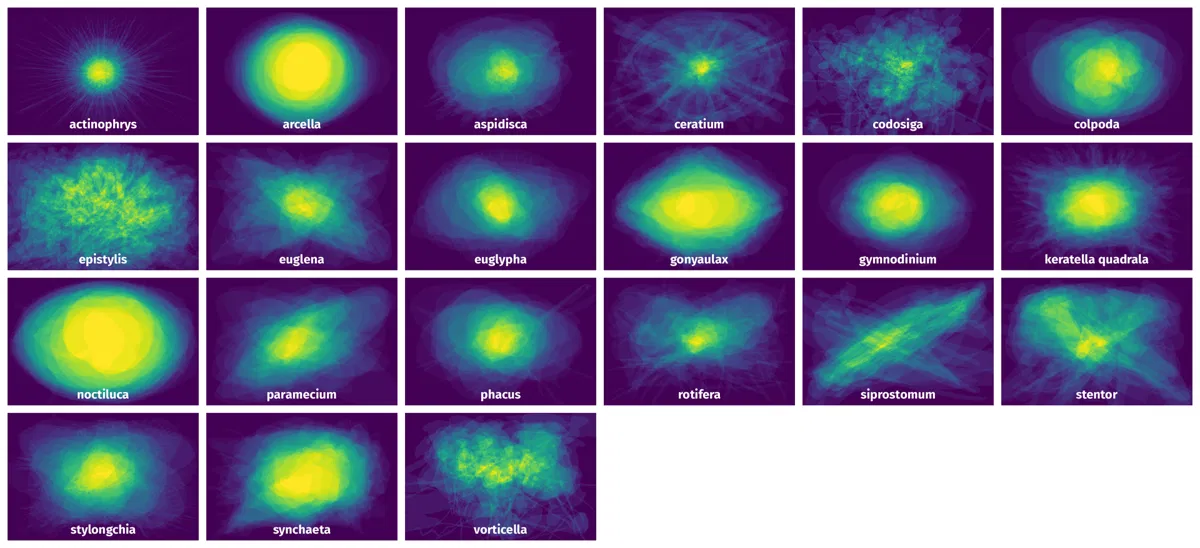 actinophrys
arcella
aspidisca
ceratium
codosiga
colpoda
epistylis
euglena
euglypha
gonyaulax
gymnodinium
keratella quadrala
noctiluca
paramecium
phacus
rotifera
siprostomum
stentor
stylongchia
synchaeta
vorticella